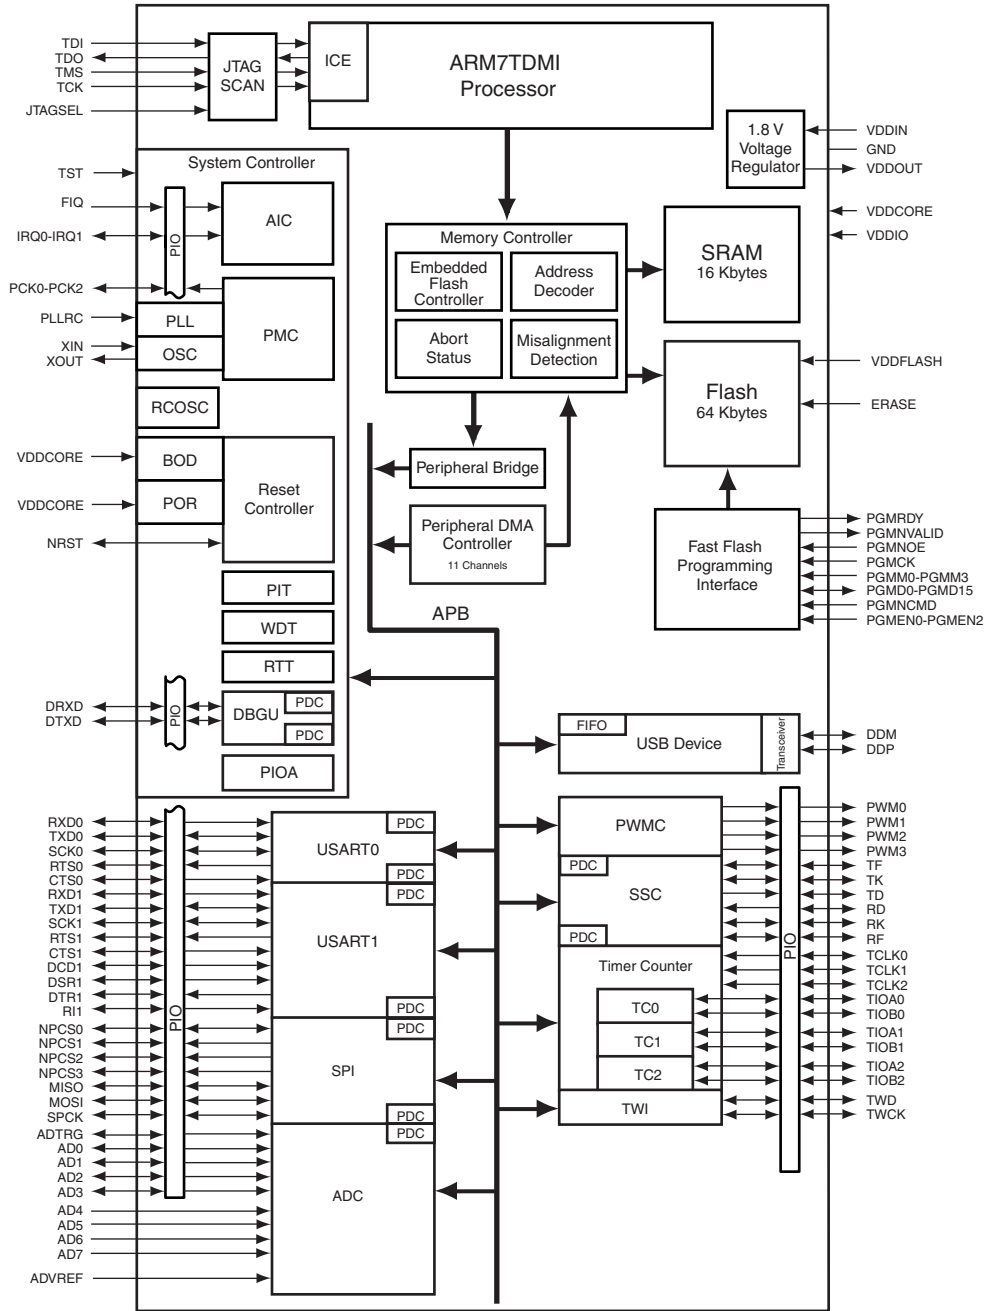 TDI
TDO
TMS
TCK
JTAGSEL
JTAG
SCAN
ICE
ARM7TDMI
Processor
1.8 V
Voltage
Regulator
VDDIN
GND
VDDOUT
VDDCORE
VDDIO
System Controller
TST
FIQ
IRQ0-IRQ1
PIO
AIC
PCK0-PCK2
PLLRC
XIN
XOUT
PLL
OSC
PMC
RCOSC
VDDCORE
BOD
VDDCORE
POR
Reset
Controller
NRST
PIT
WDT
RTT
DRXD
DTXD
PIO
DBGU
PDC
PDC
PIOA
Memory Controller
Embedded
Flash
Controller
Address
Decoder
Abort
Status
Misalignment
Detection
SRAM
16 Kbytes
Flash
64 Kbytes
VDDFLASH
ERASE
Peripheral Bridge
Peripheral DMA
Controller
11 Channels
APB
Fast Flash
Programming
Interface
PGMRDY
PGMNVALID
PGMNOE
PGMCK
PGMM0-PGMM3
PGMD0-PGMD15
PGMNCMD
PGMEN0-PGMEN2
FIFO
USB Device
Transceiver
DDM
DDP
RXD0
TXD0
SCK0
RTS0
CTS0
RXD1
TXD1
SCK1
RTS1
CTS1
DCD1
DSR1
DTR1
RI1
NPCS0
NPCS1
NPCS2
NPCS3
MISO
MOSI
SPCK
ADTRG
AD0
AD1
AD2
AD3
AD4
AD5
AD6
AD7
ADVREF
PIO
PDC
USART0
PDC
PDC
USART1
PDC
PDC
SPI
PDC
PDC
ADC
PWMC
PDC
SSC
PDC
Timer Counter
TC0
TC1
TC2
TWI
PIO
PWM0
PWM1
PWM2
PWM3
TF
TK
TD
RD
RK
RF
TCLK0
TCLK1
TCLK2
TIOA0
TIOB0
TIOA1
TIOB1
TIOA2
TIOB2
TWD
TWCK